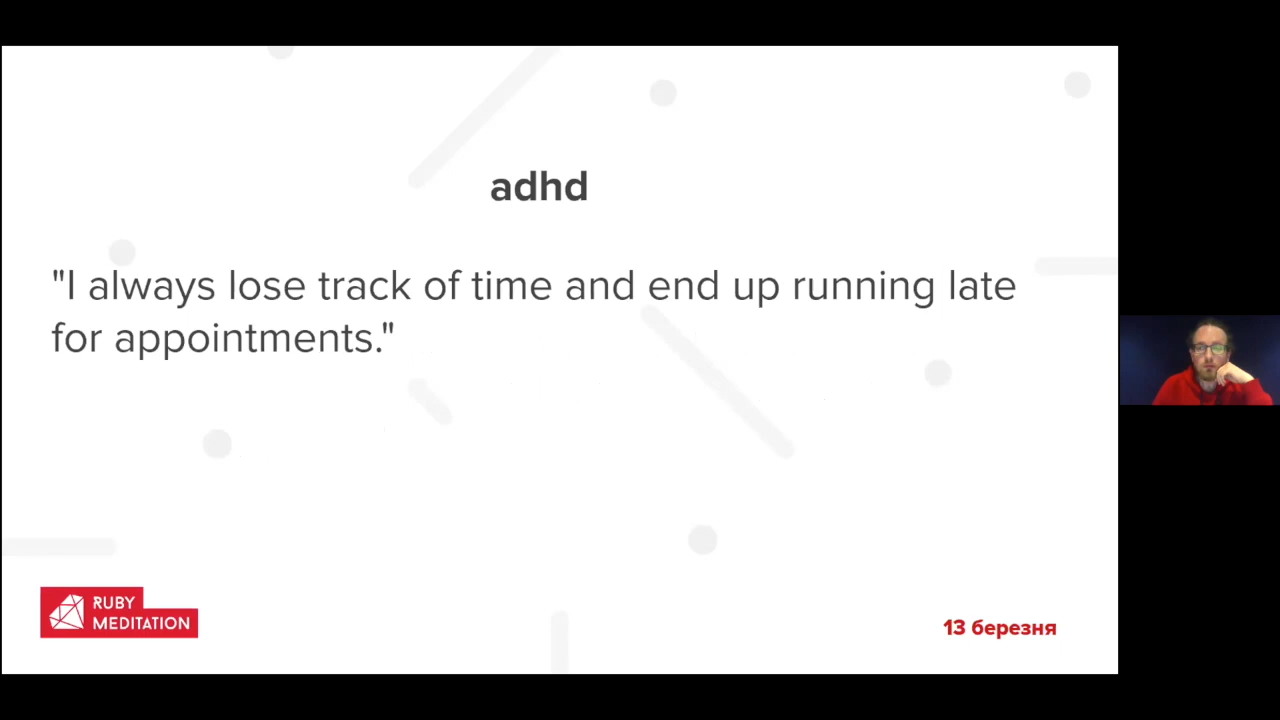 adhd
"I always lose track of time and end up running late
for appointments."
RUBY
MEDITATION
13 березня